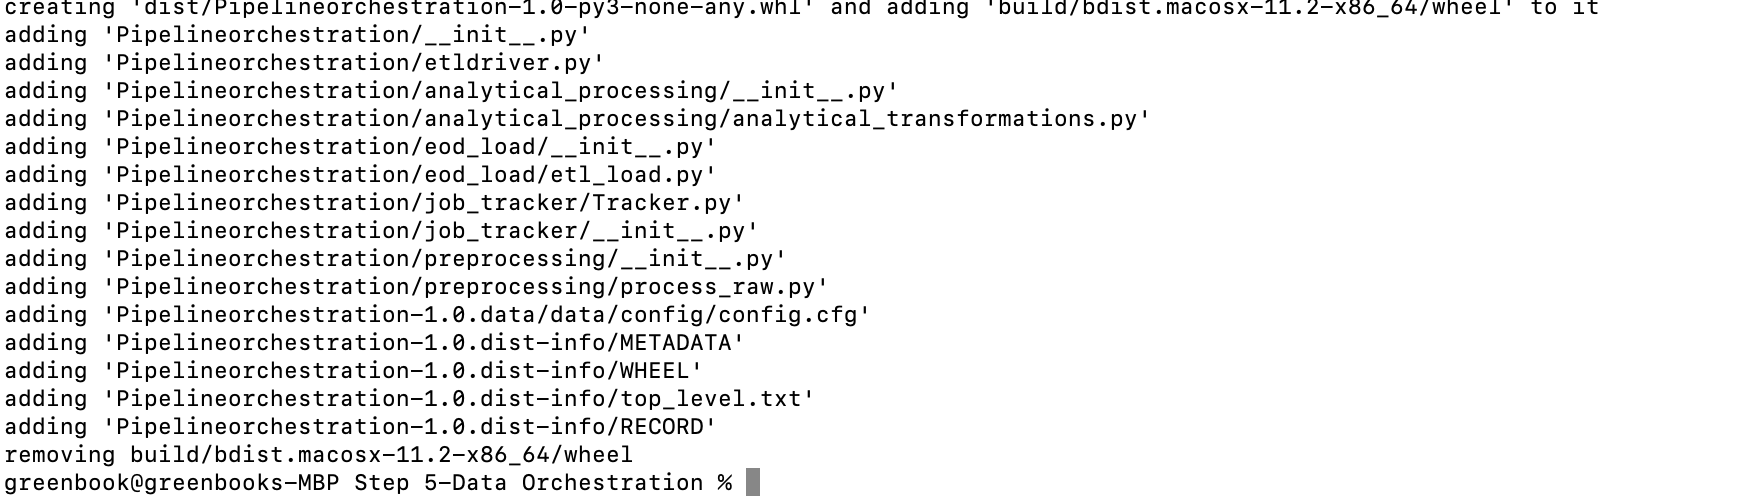 creating 'dist/Pipelineorchestration-1.0-py3-none-any.whl' and adding 'build/bdist.macosx-11.2-x86_64/wheel' to it
adding 'Pipelineorchestration/__init__.py'
adding 'Pipelineorchestration/etldriver.py'
adding 'Pipelineorchestration/analytical_processing/__init__.py'
adding 'Pipelineorchestration/analytical_processing/analytical_transformations.py'
adding 'Pipelineorchestration/eod_load/__init__.py'
adding 'Pipelineorchestration/eod_load/etl_load.py'
adding 'Pipelineorchestration/job_tracker/Tracker.py'
adding 'Pipelineorchestration/job_tracker/__init__.py'
adding 'Pipelineorchestration/preprocessing/__init__.py'
adding 'Pipelineorchestration/preprocessing/process_raw.py'
adding 'Pipelineorchestration-1.0.data/data/config/config.cfg'
adding 'Pipelineorchestration-1.0.dist-info/METADATA'
adding 'Pipelineorchestration-1.0.dist-info/WHEEL'
adding 'Pipelineorchestration-1.0.dist-info/top_level.txt'
adding 'Pipelineorchestration-1.0.dist-info/RECORD'
removing build/bdist.macosx-11.2-x86_64/wheel
greenbook@greenbooks-MBP Step 5-Data Orchestration %